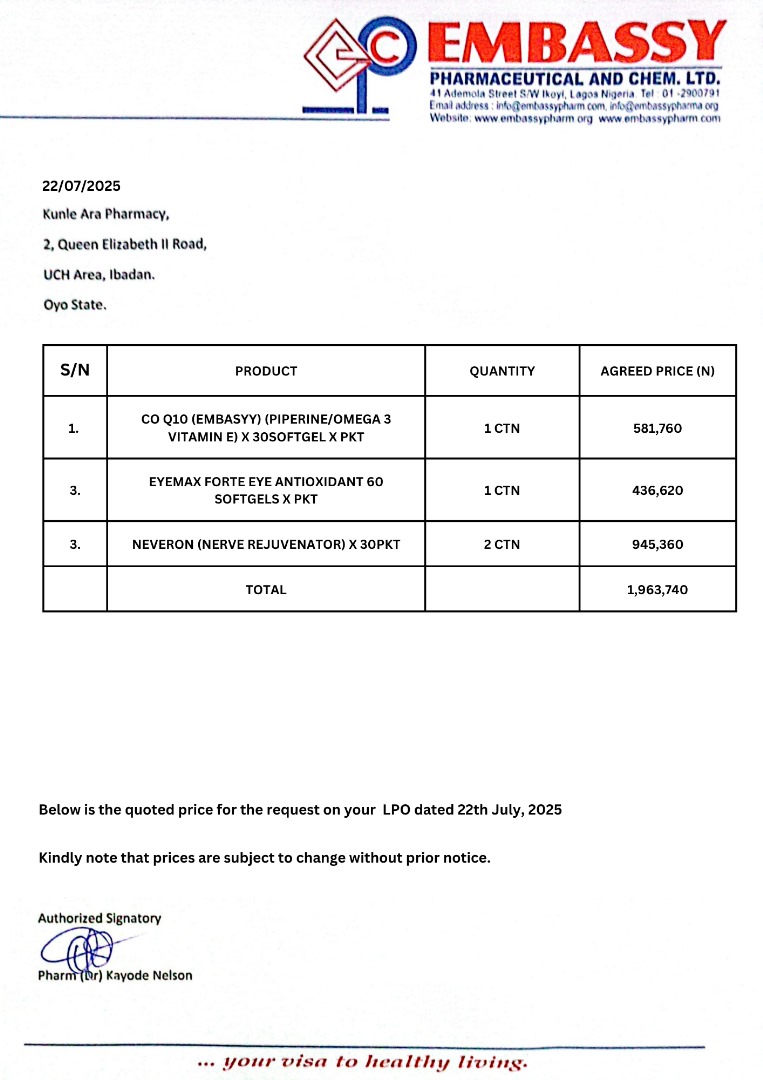 EPC EMBASSY
PHARMACEUTICAL AND CHEM. LTD.
41 Ademola Street S/W Ikoyi, Lagos Nigeria. Tel : 01 -2900791
Email address : info@embassypharm.com, info@embassypharma.org
Website: www.embassypharm.org www.embassypharm.com
22/07/2025
Kunle Ara Pharmacy,
2, Queen Elizabeth II Road,
UCH Area, Ibadan.
Oyo State.
S/N PRODUCT QUANTITY AGREED PRICE (N)
1. CO Q10 (EMBASYY) (PIPERINE/OMEGA 3
VITAMIN E) X 30SOFTGEL X PKT 1 CTN 581,760
3. EYEMAX FORTE EYE ANTIOXIDANT 60
SOFTGELS X PKT 1 CTN 436,620
3. NEVERON (NERVE REJUVENATOR) X 30PKT 2 CTN 945,360
TOTAL 1,963,740
Below is the quoted price for the request on your LPO dated 22th July, 2025
Kindly note that prices are subject to change without prior notice.
Authorized Signatory
Pharm (Dr) Kayode Nelson
... your visa to healthy living.